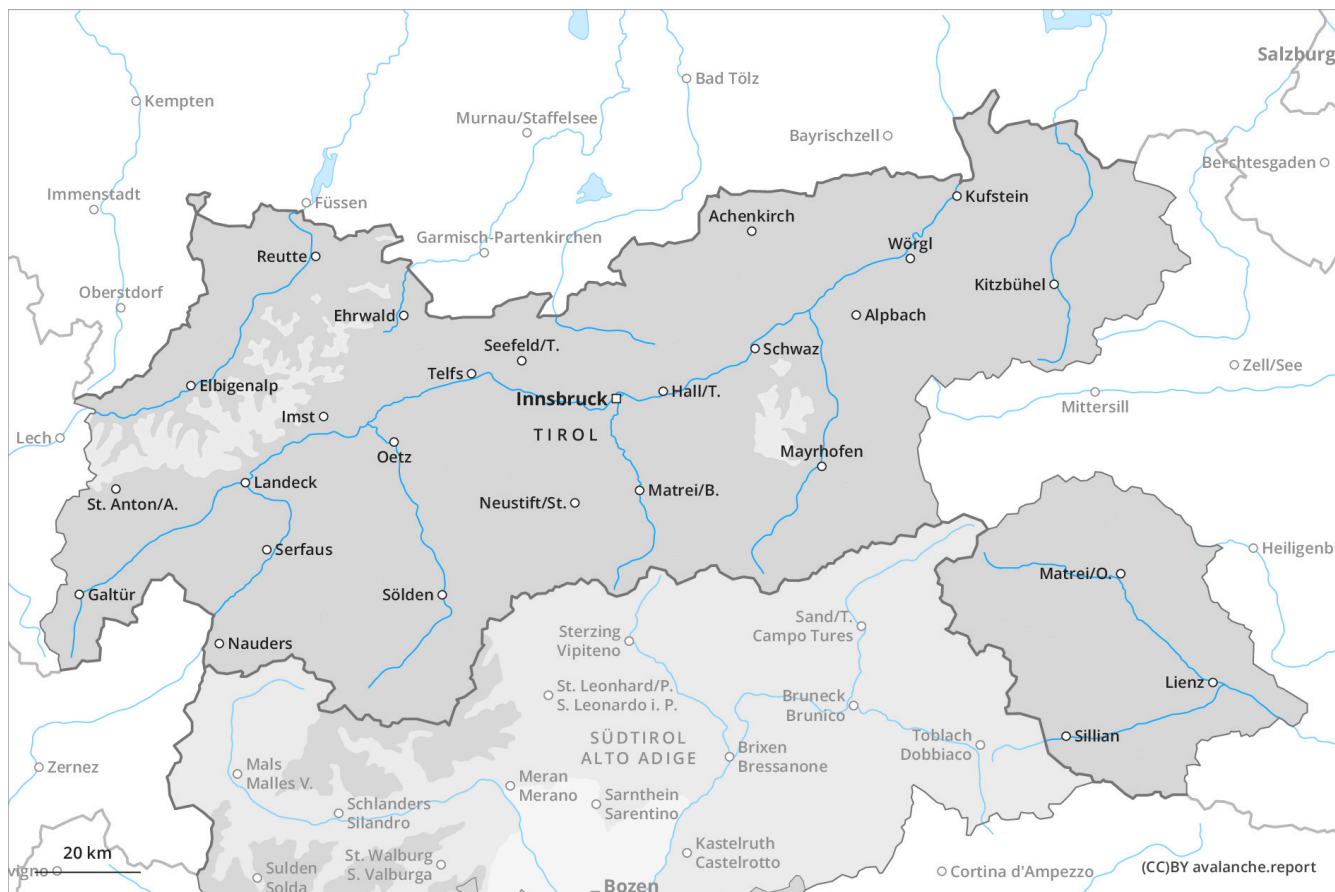 Salzburg
Bad Tölz
Kempten
Murnau/Staffelsee
Bayrischzell
Berchtesgaden
Immenstadt
Füssen
Kufstein
Achenkirch
Garmisch-Partenkirchen
Wörgl
Reutte
Kitzbühel
Oberstdorf
Ehrwald
Alpbach
Seefeld/T.
Schwaz
Zell/See
Telfs
Elbigenalp
Hall/T.
Innsbruck
Mittersill
Imst
TIROL
Lech
Oetz
Mayrhofen
Landeck
St. Anton/A.
Neustift/St.
Matrei/B.
Serfaus
Heiligenb
Matrei/O.
Galtür
Sölden
Sand/T.
Campo Tures
Sterzing
Vipiteno
Nauders
Lienz
St. Leonhard/P.
S. Leonardo i. P.
Bruneck
Brunico
Sillian
Toblach
Dobbiaco
SÜDTIROL
ALTO ADIGE
Brixen
Bressanone
Zernez
Mals
Malles V.
Meran
Merano
Sarnthein
Sarentino
Schlanders
Silandro
Kastelruth
Castelrotto
20 km
St. Walburg
S. Valburga
vigno
Sulden
Solda
Cortina d'Ampezzo
(CC)BY avalanche.report
Bozen